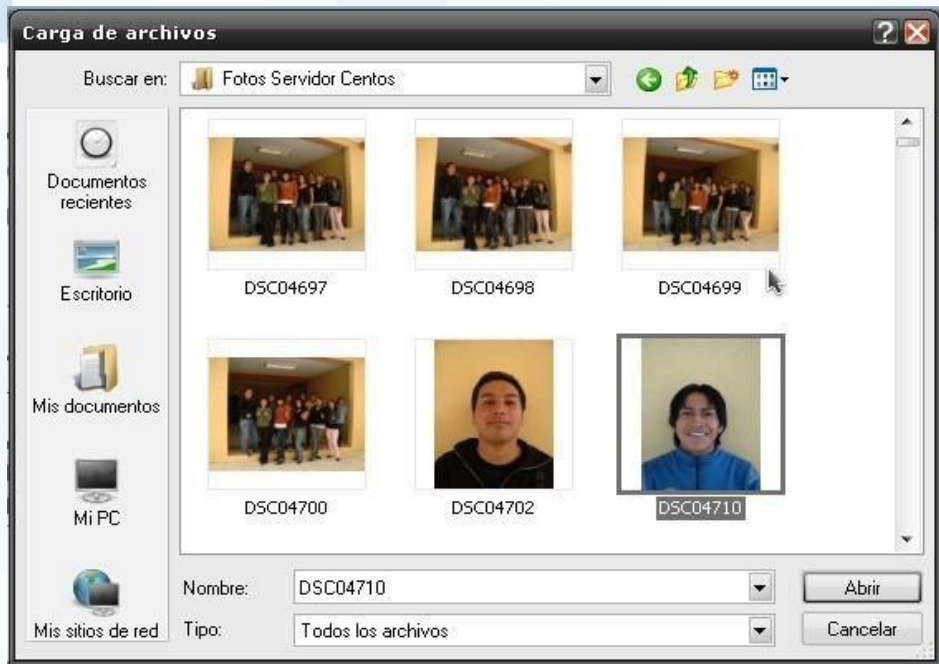 Carga de archivos
Buscar en: Fotos Servidor Centos
Documentos
recientes
Escritorio
Mis documentos
Mi PC
Mis sitios de red
DSC04697 DSC04698 DSC04699
DSC04700 DSC04702 DSC04710
Nombre: DSC04710 Abrir
Tipo: Todos los archivos Cancelar